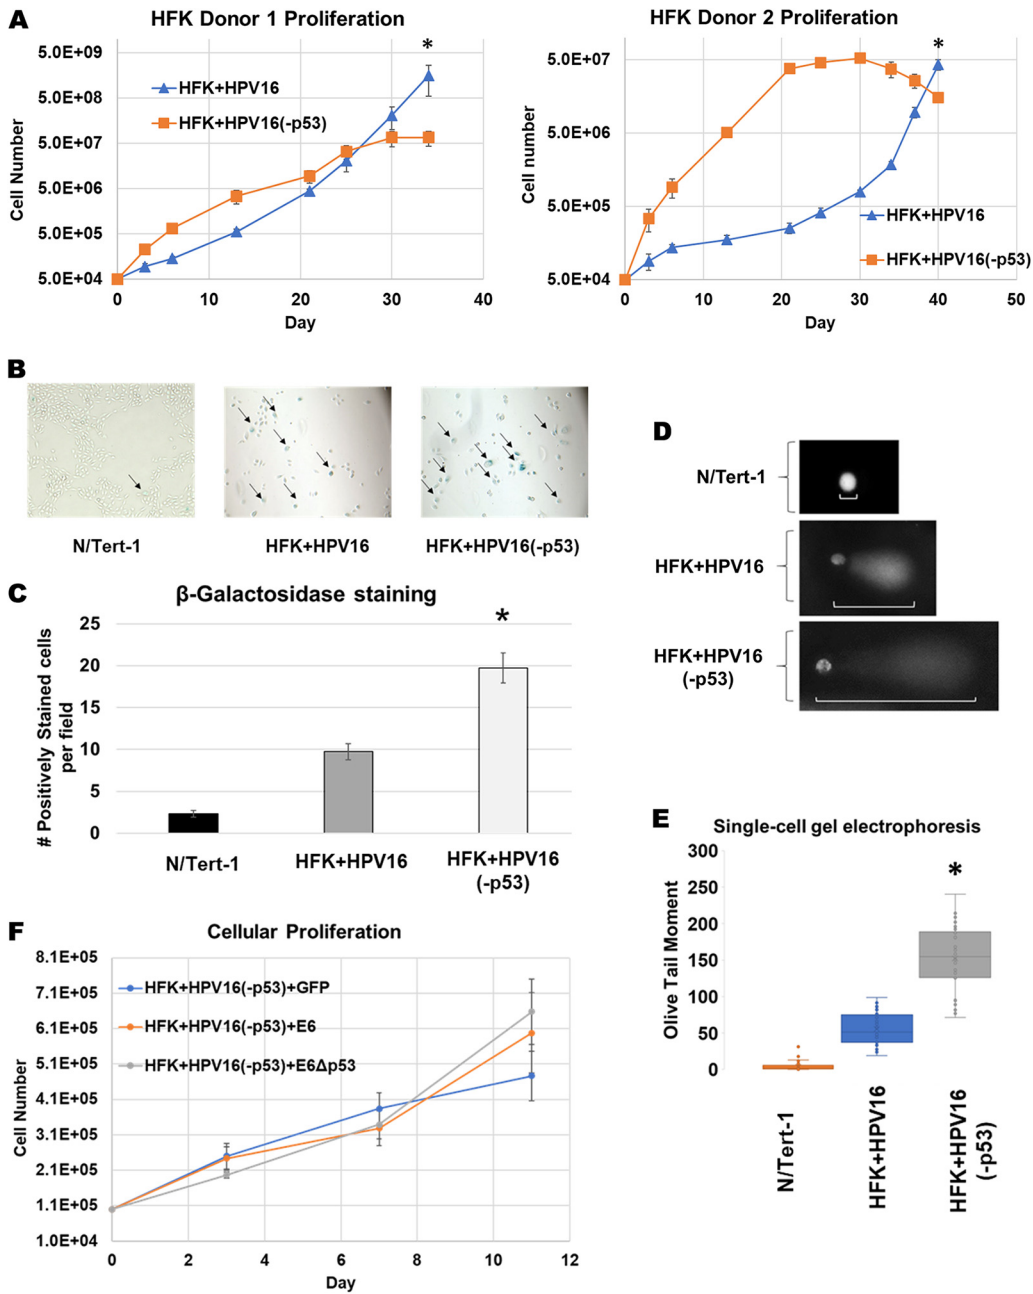 A
HFK Donor 1 Proliferation
Cell Number
5.0E+09
5.0E+08
5.0E+07
5.0E+06
5.0E+05
5.0E+04
*
HFK+HPV16
HFK+HPV16(-p53)
0 10 20 30 40
Day
HFK Donor 2 Proliferation
Cell number
5.0E+07
5.0E+06
5.0E+05
5.0E+04
*
HFK+HPV16
HFK+HPV16(-p53)
0 10 20 30 40 50
Day
B
N/Tert-1
HFK+HPV16
HFK+HPV16(-p53)
C
β-Galactosidase staining
# Positively Stained cells
per field
25
20
15
10
5
0
*
N/Tert-1
HFK+HPV16
HFK+HPV16
(-p53)
D
N/Tert-1
HFK+HPV16
HFK+HPV16
(-p53)
E
Single-cell gel electrophoresis
Olive Tail Moment
300
250
200
150
100
50
0
*
N/Tert-1
HFK+HPV16
HFK+HPV16
(-p53)
F
Cellular Proliferation
Cell Number
8.1E+05
7.1E+05
6.1E+05
5.1E+05
4.1E+05
3.1E+05
2.1E+05
1.1E+05
1.0E+04
HFK+HPV16(-p53)+GFP
HFK+HPV16(-p53)+E6
HFK+HPV16(-p53)+E6Δp53
0 2 4 6 8 10 12
Day